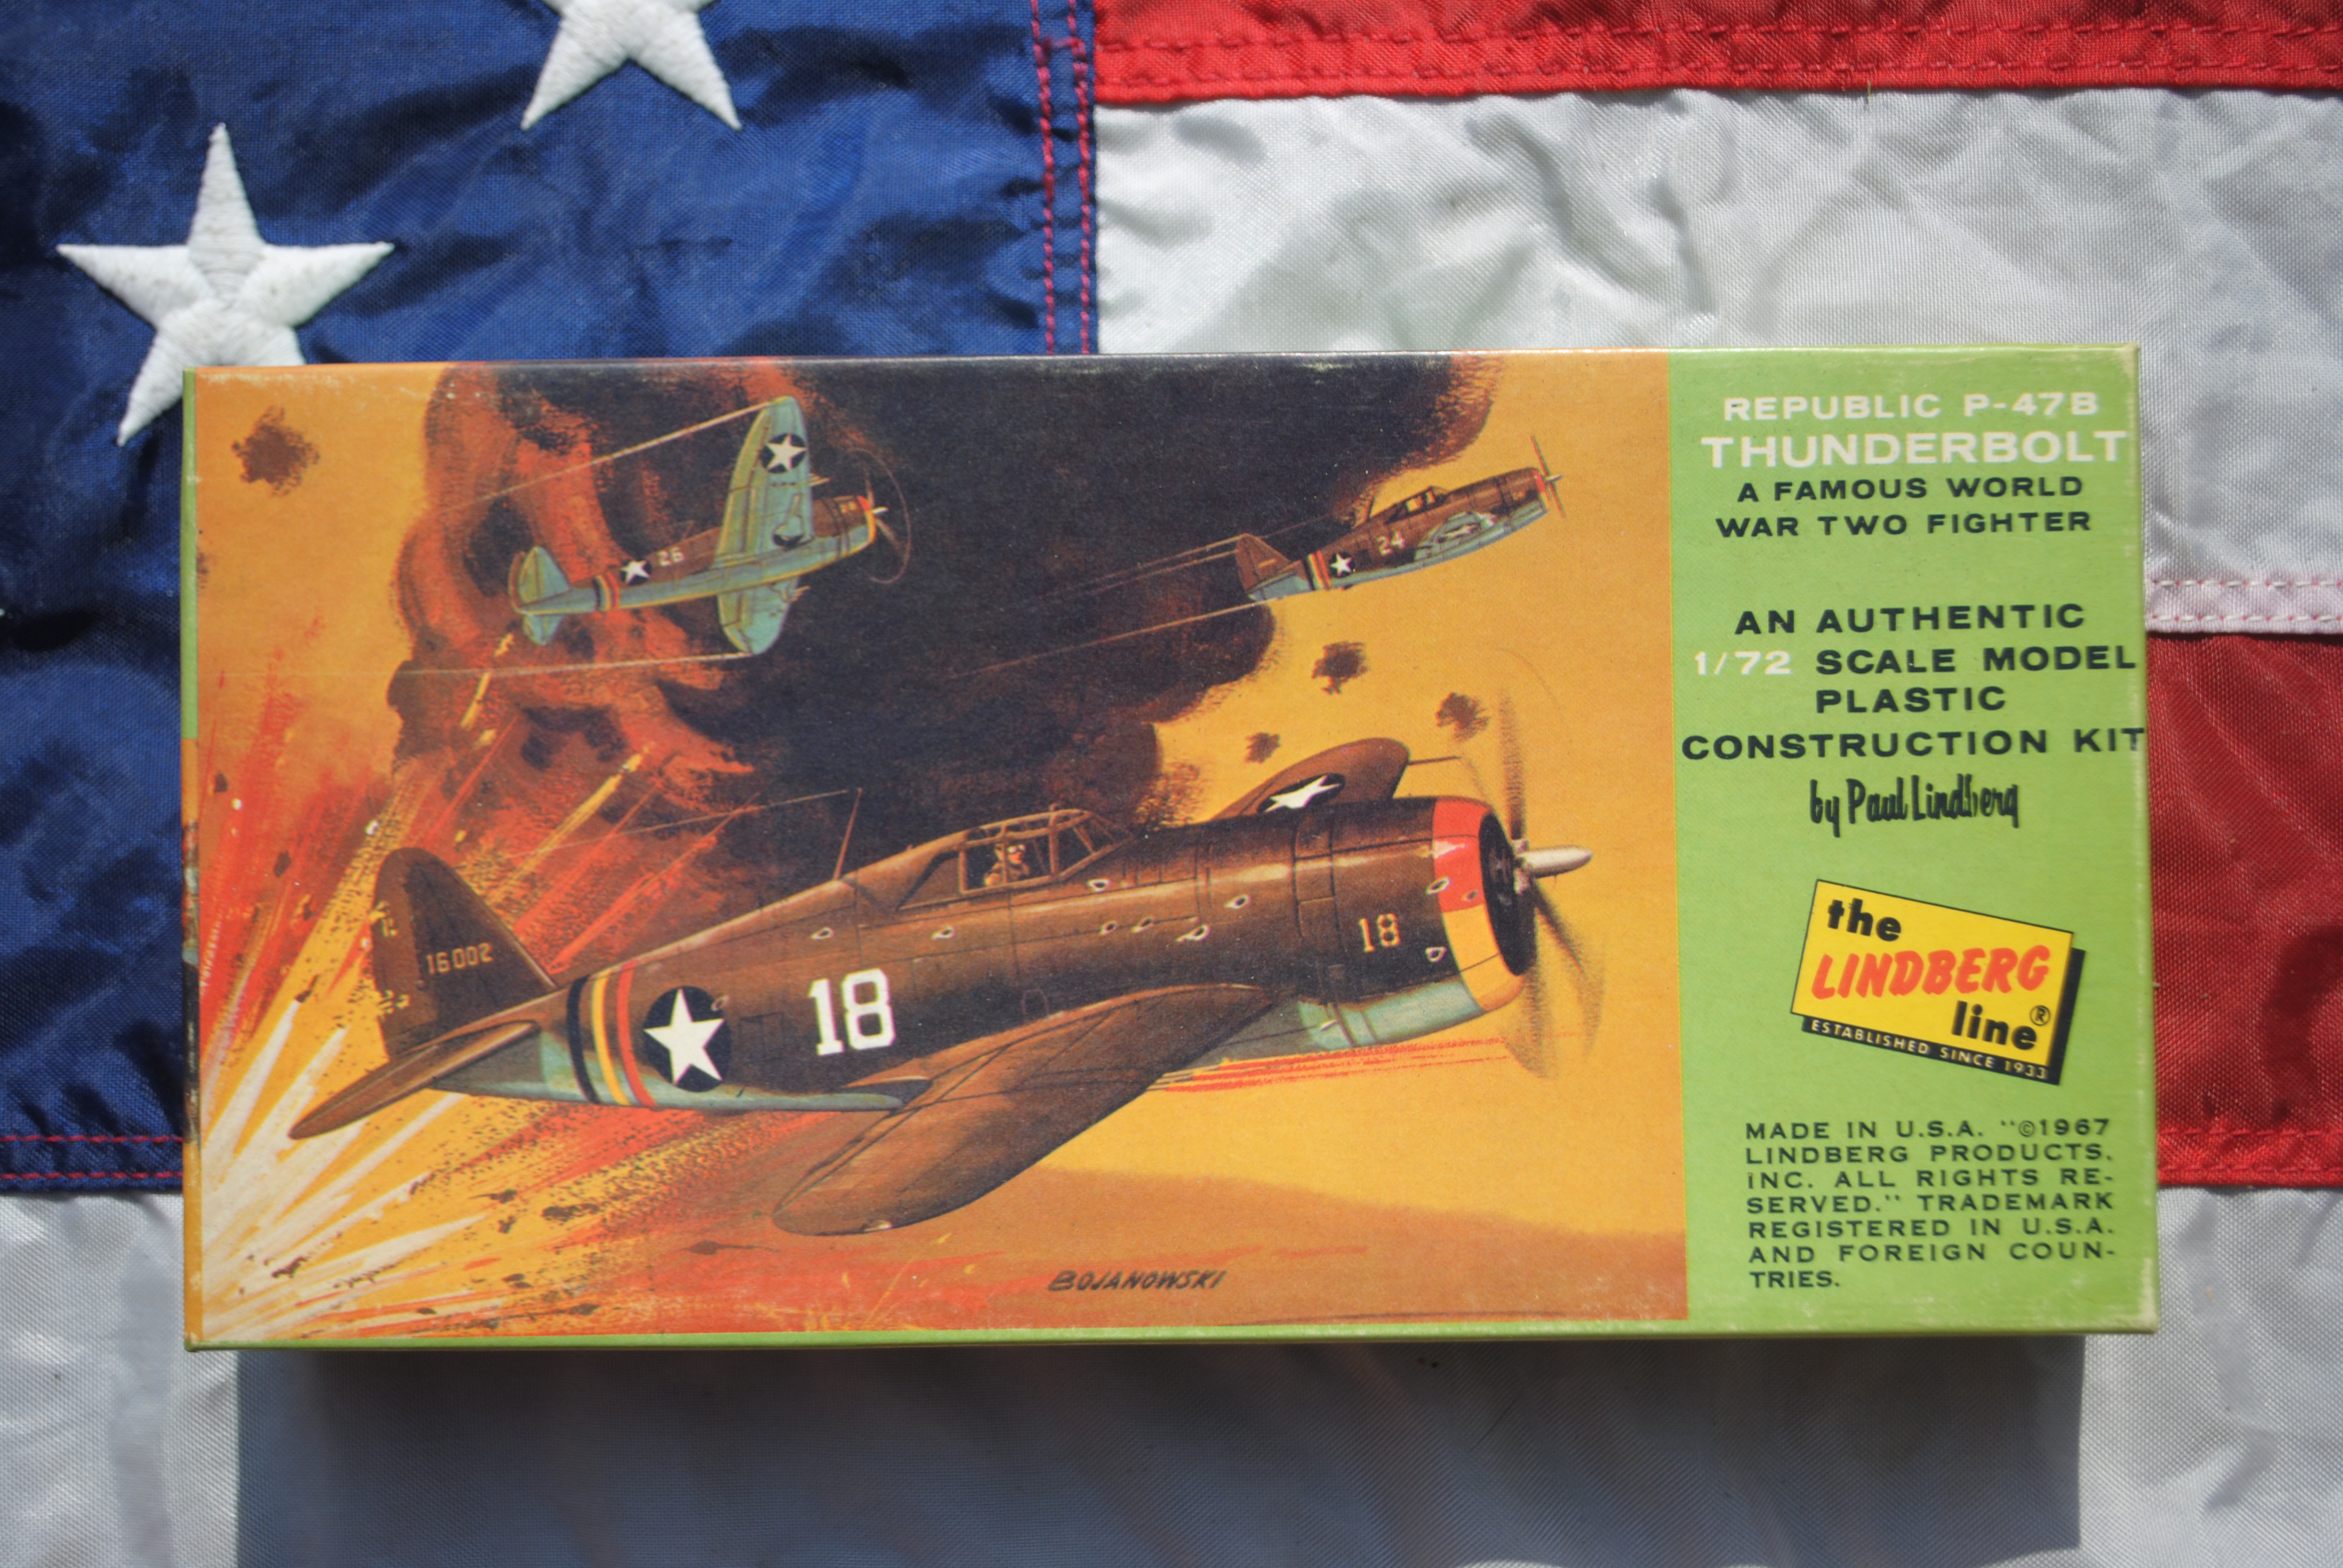 REPUBLIC P-47B
THUNDERBOLT
A FAMOUS WORLD
WAR TWO FIGHTER
AN AUTHENTIC
1/72 SCALE MODEL
PLASTIC
CONSTRUCTION KIT
by Paul Lindberg
the
LINDBERG
line®
ESTABLISHED SINCE 1933
MADE IN U.S.A. "©1967
LINDBERG PRODUCTS,
INC. ALL RIGHTS RE-
SERVED." TRADEMARK
REGISTERED IN U.S.A.
AND FOREIGN COUN-
TRIES.
26
24
18
16002
18
BOJANOWSKI